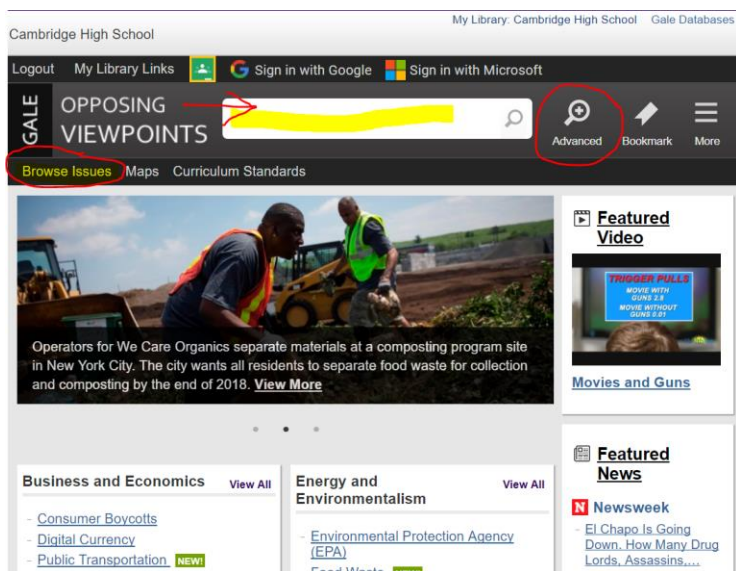 My Library: Cambridge High School Gale Databases
Cambridge High School
Logout My Library Links Sign in with Google Sign in with Microsoft
GALE
OPPOSING
VIEWPOINTS
Advanced Bookmark More
Browse Issues Maps Curriculum Standards
Operators for We Care Organics separate materials at a composting program site
in New York City. The city wants all residents to separate food waste for collection
and composting by the end of 2018. View More
Featured
Video
TRIGGER PULLS
MOVIE WITH
GUNS 2.8
MOVIE WITHOUT
GUNS 0.01
Movies and Guns
Business and Economics View All
- Consumer Boycotts
- Digital Currency
- Public Transportation NEW!
Energy and
Environmentalism View All
- Environmental Protection Agency
(EPA)
- Food Waste NEW!
Featured
News
N Newsweek
- El Chapo Is Going
Down. How Many Drug
Lords, Assassins,...